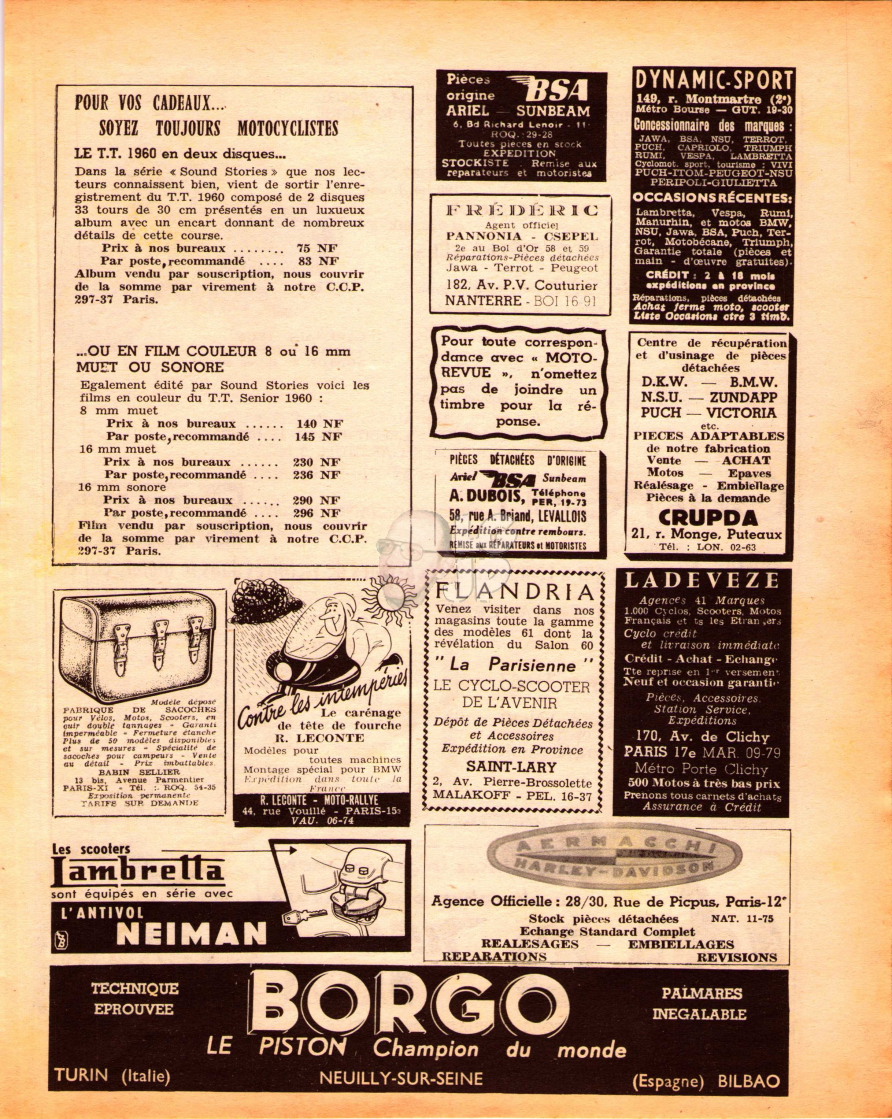 POUR VOS CADEAUX...
SOYEZ TOUJOURS MOTOCYCLISTES
LE T.T. 1960 en deux disques...
Dans la série « Sound Stories » que nos lec-
teurs connaissent bien, vient de sortir l'enre-
gistrement du T.T. 1960 composé de 2 disques
33 tours de 30 cm présentés en un luxueux
album avec un encart donnant de nombreux
détails de cette course.
Prix à nos bureaux ........ 75 NF
Par poste, recommandé .... 83 NF
Album vendu par souscription, nous couvrir
de la somme par virement à notre C.C.P.
297-37 Paris.
...OU EN FILM COULEUR 8 ou 16 mm
MUET OU SONORE
Egalement édité par Sound Stories voici les
films en couleur du T.T. Senior 1960 :
8 mm muet
Prix à nos bureaux ...... 140 NF
Par poste, recommandé .... 145 NF
16 mm muet
Prix à nos bureaux ...... 230 NF
Par poste, recommandé .... 236 NF
16 mm sonore
Prix à nos bureaux ...... 290 NF
Par poste, recommandé .... 296 NF
Film vendu par souscription, nous couvrir
de la somme par virement à notre C.C.P.
297-37 Paris.
Pièces
origine BSA
ARIEL — SUNBEAM
6, Bd Richard Lenoir - 11e
ROQ. 29-28
Toutes pièces en stock
EXPEDITION
STOCKISTE - Remise aux
reparateurs et motoristes
FRÉDÉRIC
Agent officiel
PANNONIA - CSEPEL
2e au Bol d'Or 58 et 59
Réparations-Pièces détachées
Jawa - Terrot - Peugeot
182, Av. P.V. Couturier
NANTERRE - BOI 16 91
Pour toute correspon-
dance avec « MOTO-
REVUE », n'omettez
pas de joindre un
timbre pour la ré-
ponse.
PIÈCES DÉTACHÉES D'ORIGINE
Ariel BSA Sunbeam
A. DUBOIS, Téléphone
PER, 19-73
58, rue A. Briand, LEVALLOIS
Expédition contre rembours.
REMISE aux RÉPARATEURS et MOTORISTES
DYNAMIC-SPORT
149, r. Montmartre (2e)
Métro Bourse — GUT. 19-30
Concessionnaire des marques :
JAWA, BSA, NSU, TERROT,
PUCH, CAPRIOLO, TRIUMPH
RUMI, VESPA, LAMBRETTA
Cyclomot. sport, tourisme : VIVI
PUCH-ITOM-PEUGEOT-NSU
PERIPOLI-GIULIETTA
OCCASIONS RÉCENTES:
Lambretta, Vespa, Rumi,
Manurhin, et motos BMW,
NSU, Jawa, BSA, Puch, Ter-
rot, Motobécane, Triumph,
Garantie totale (pièces et
main - d'œuvre gratuites).
CRÉDIT : 2 à 18 mois
expéditions en province
Réparations, pièces détachées
Achat ferme moto, scooter
Liste Occasions ctre 3 timb.
Centre de récupération
et d'usinage de pièces
détachées
D.K.W. — B.M.W.
N.S.U. — ZUNDAPP
PUCH — VICTORIA
etc.
PIECES ADAPTABLES
de notre fabrication
Vente — ACHAT
Motos — Epaves
Réalésage - Embiellage
Pièces à la demande
CRUPDA
21, r. Monge, Puteaux
Tél. : LON. 02-63
Modèle déposé
FABRIQUE DE SACOCHES
pour Vélos, Motos, Scooters, en
cuir double tannages - Garanti
imperméable - Fermeture étanche
Plus de 50 modèles disponibles
et sur mesures - Spécialité de
sacoches pour campeurs - Vente
au détail - Prix imbattables.
BABIN SELLIER
13 bis, Avenue Parmentier
PARIS-XI - Tél. : ROQ. 54-35
Exposition permanente
TARIFS SUR DEMANDE
Contre les intempéries
Le carénage
de tête de fourche
R. LECONTE
Modèles pour
toutes machines
Montage spécial pour BMW
Expédition dans toute la
France
R. LECONTE - MOTO-RALLYE
44, rue Vouillé - PARIS-15e
VAU. 06-74
FLANDRIA
Venez visiter dans nos
magasins toute la gamme
des modèles 61 dont la
révélation du Salon 60
" La Parisienne "
LE CYCLO-SCOOTER
DE L'AVENIR
Dépôt de Pièces Détachées
et Accessoires
Expédition en Province
SAINT-LARY
2, Av. Pierre-Brossolette
MALAKOFF - PEL. 16-37
LADEVEZE
Agences 41 Marques
1.000 Cyclos, Scooters, Motos
Français et ts les Etrangers
Cyclo crédit
et livraison immédiate
Crédit - Achat - Echange
Tte reprise en 1er versement
Neuf et occasion garantie
Pièces, Accessoires
Station Service,
Expéditions
170, Av. de Clichy
PARIS 17e MAR. 09-79
Métro Porte Clichy
500 Motos à très bas prix
Prenons tous carnets d'achats
Assurance à Crédit
Les scooters
Lambretta
sont équipés en série avec
L'ANTIVOL
NEIMAN
AERMACCHI
HARLEY-DAVIDSON
Agence Officielle : 28/30, Rue de Picpus, Paris-12e
Stock pièces détachées NAT. 11-75
Echange Standard Complet
REALESAGES — EMBIELLAGES
REPARATIONS REVISIONS
TECHNIQUE
EPROUVEE
BORGO
PALMARES
INEGALABLE
LE PISTON Champion du monde
TURIN (Italie) NEUILLY-SUR-SEINE (Espagne) BILBAO